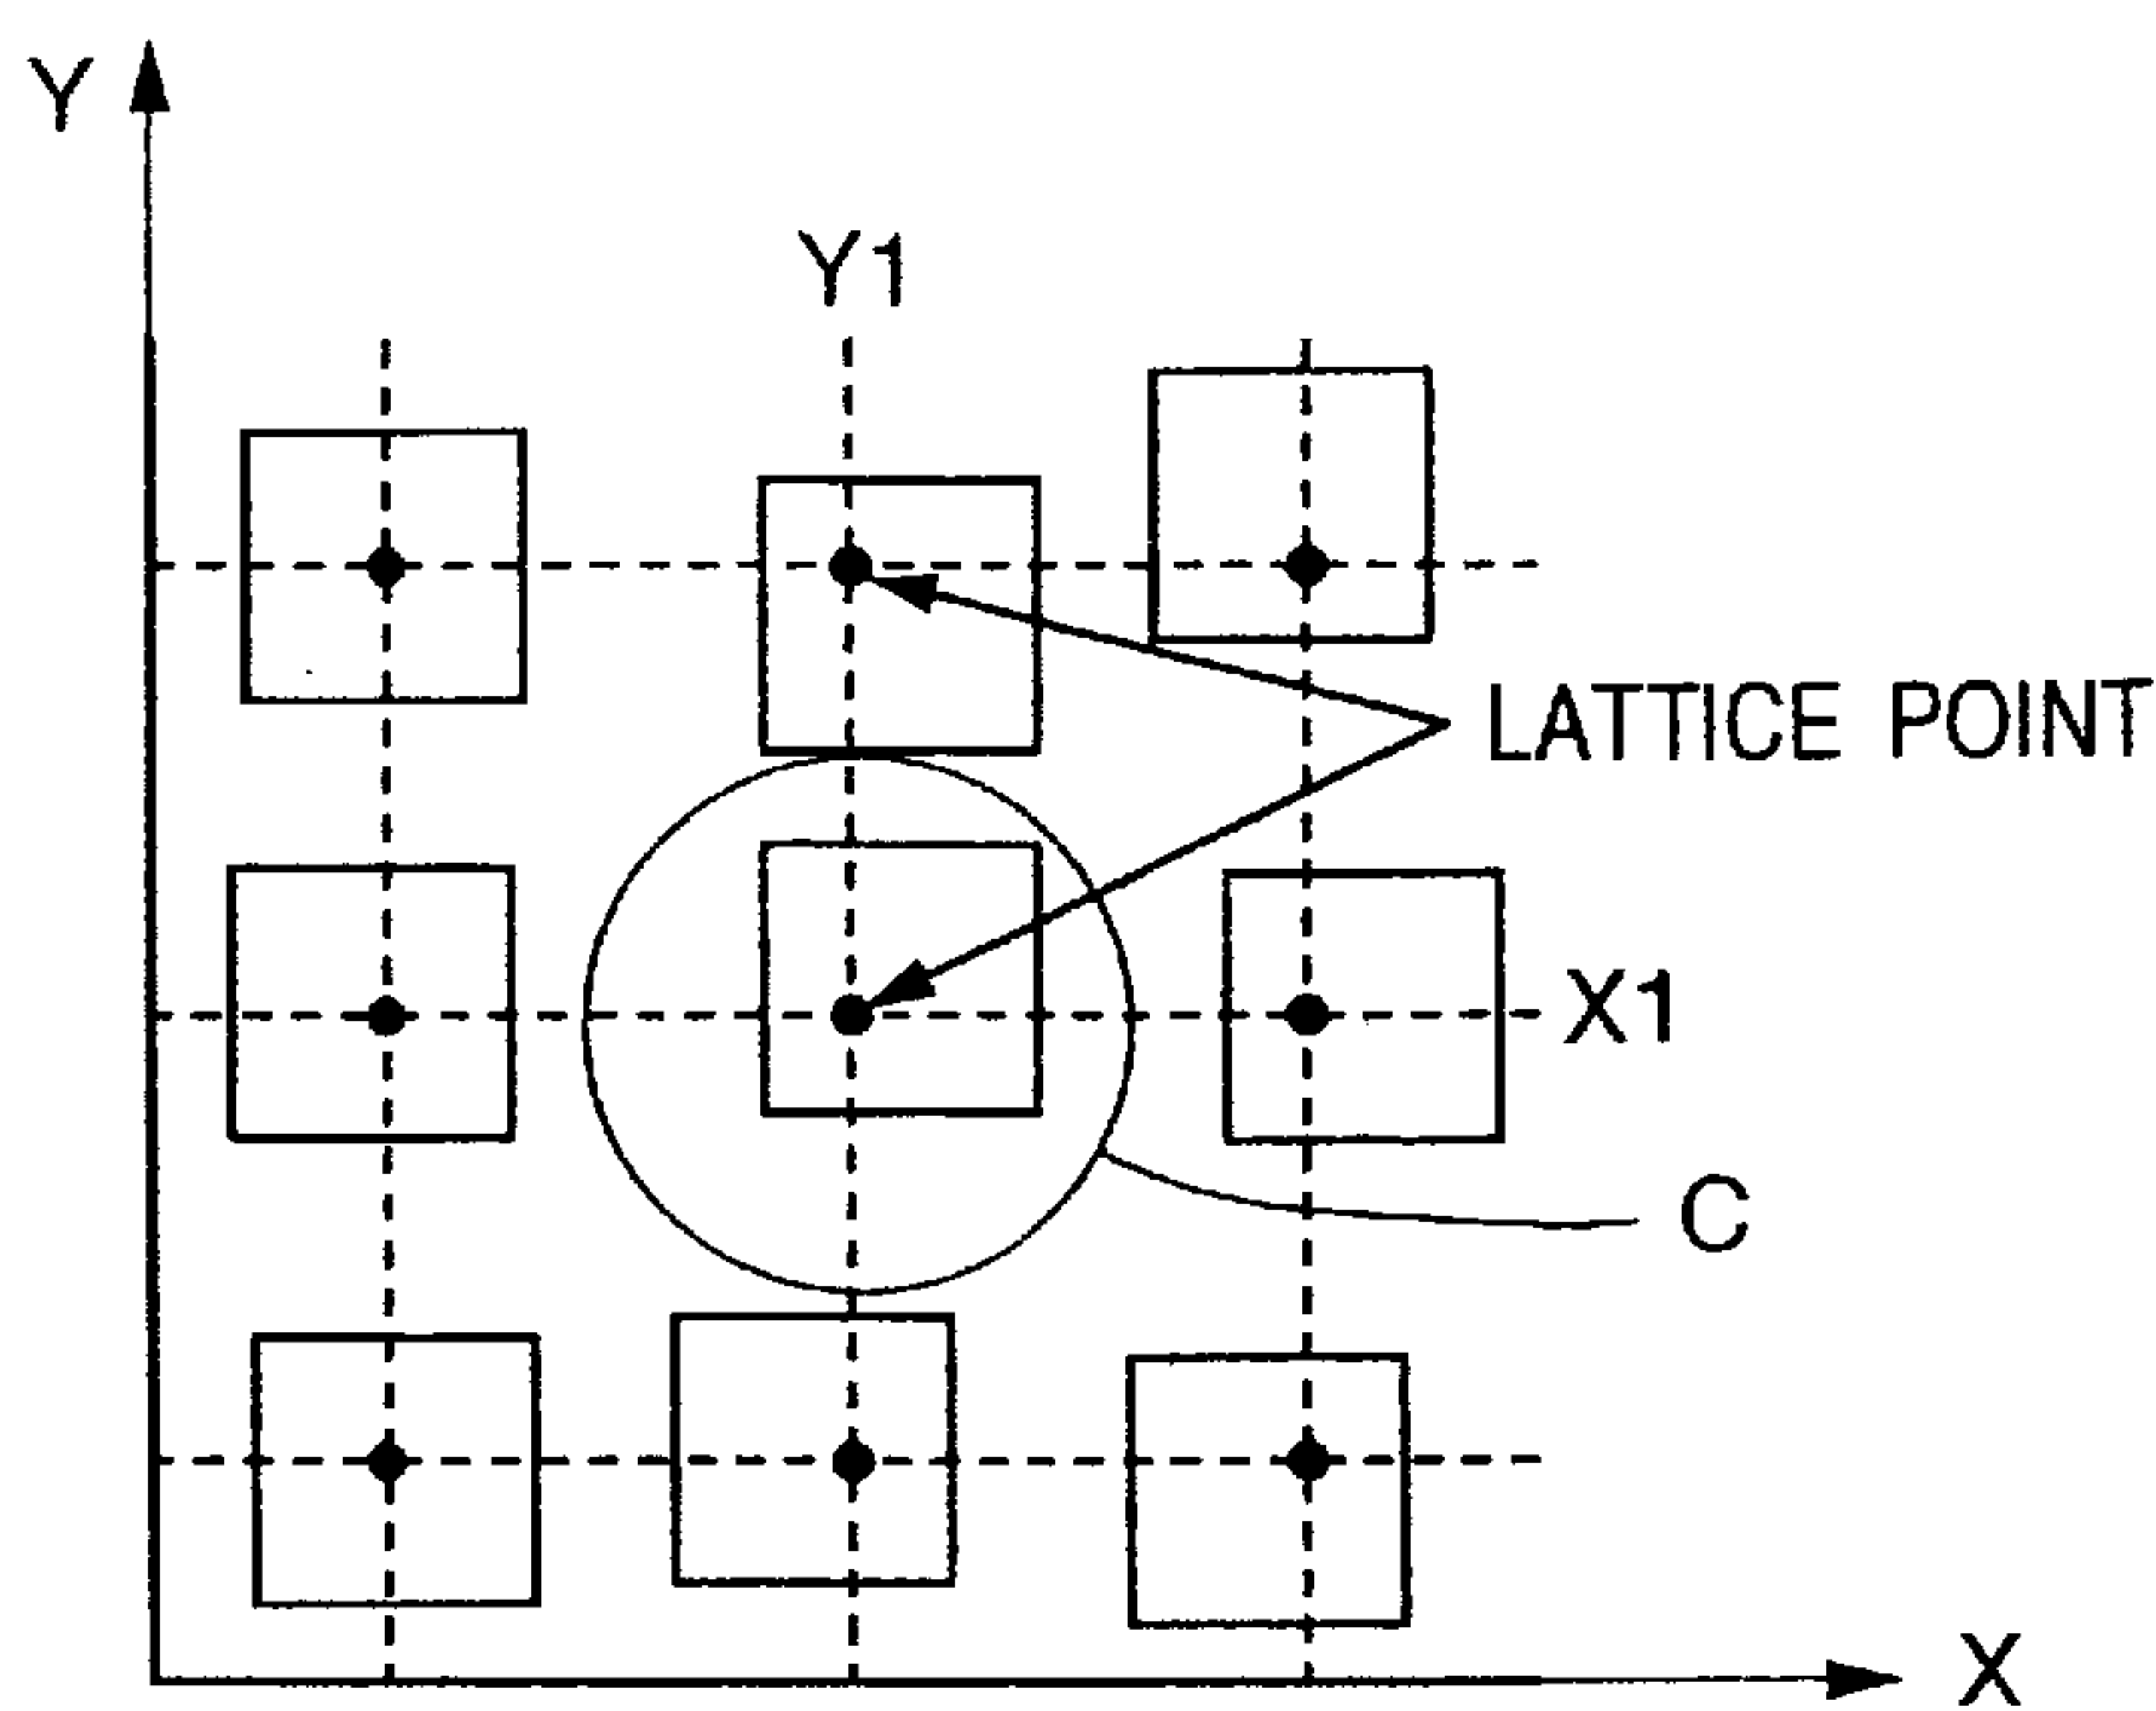 Y
Y1
LATTICE POINT
X1
C
X